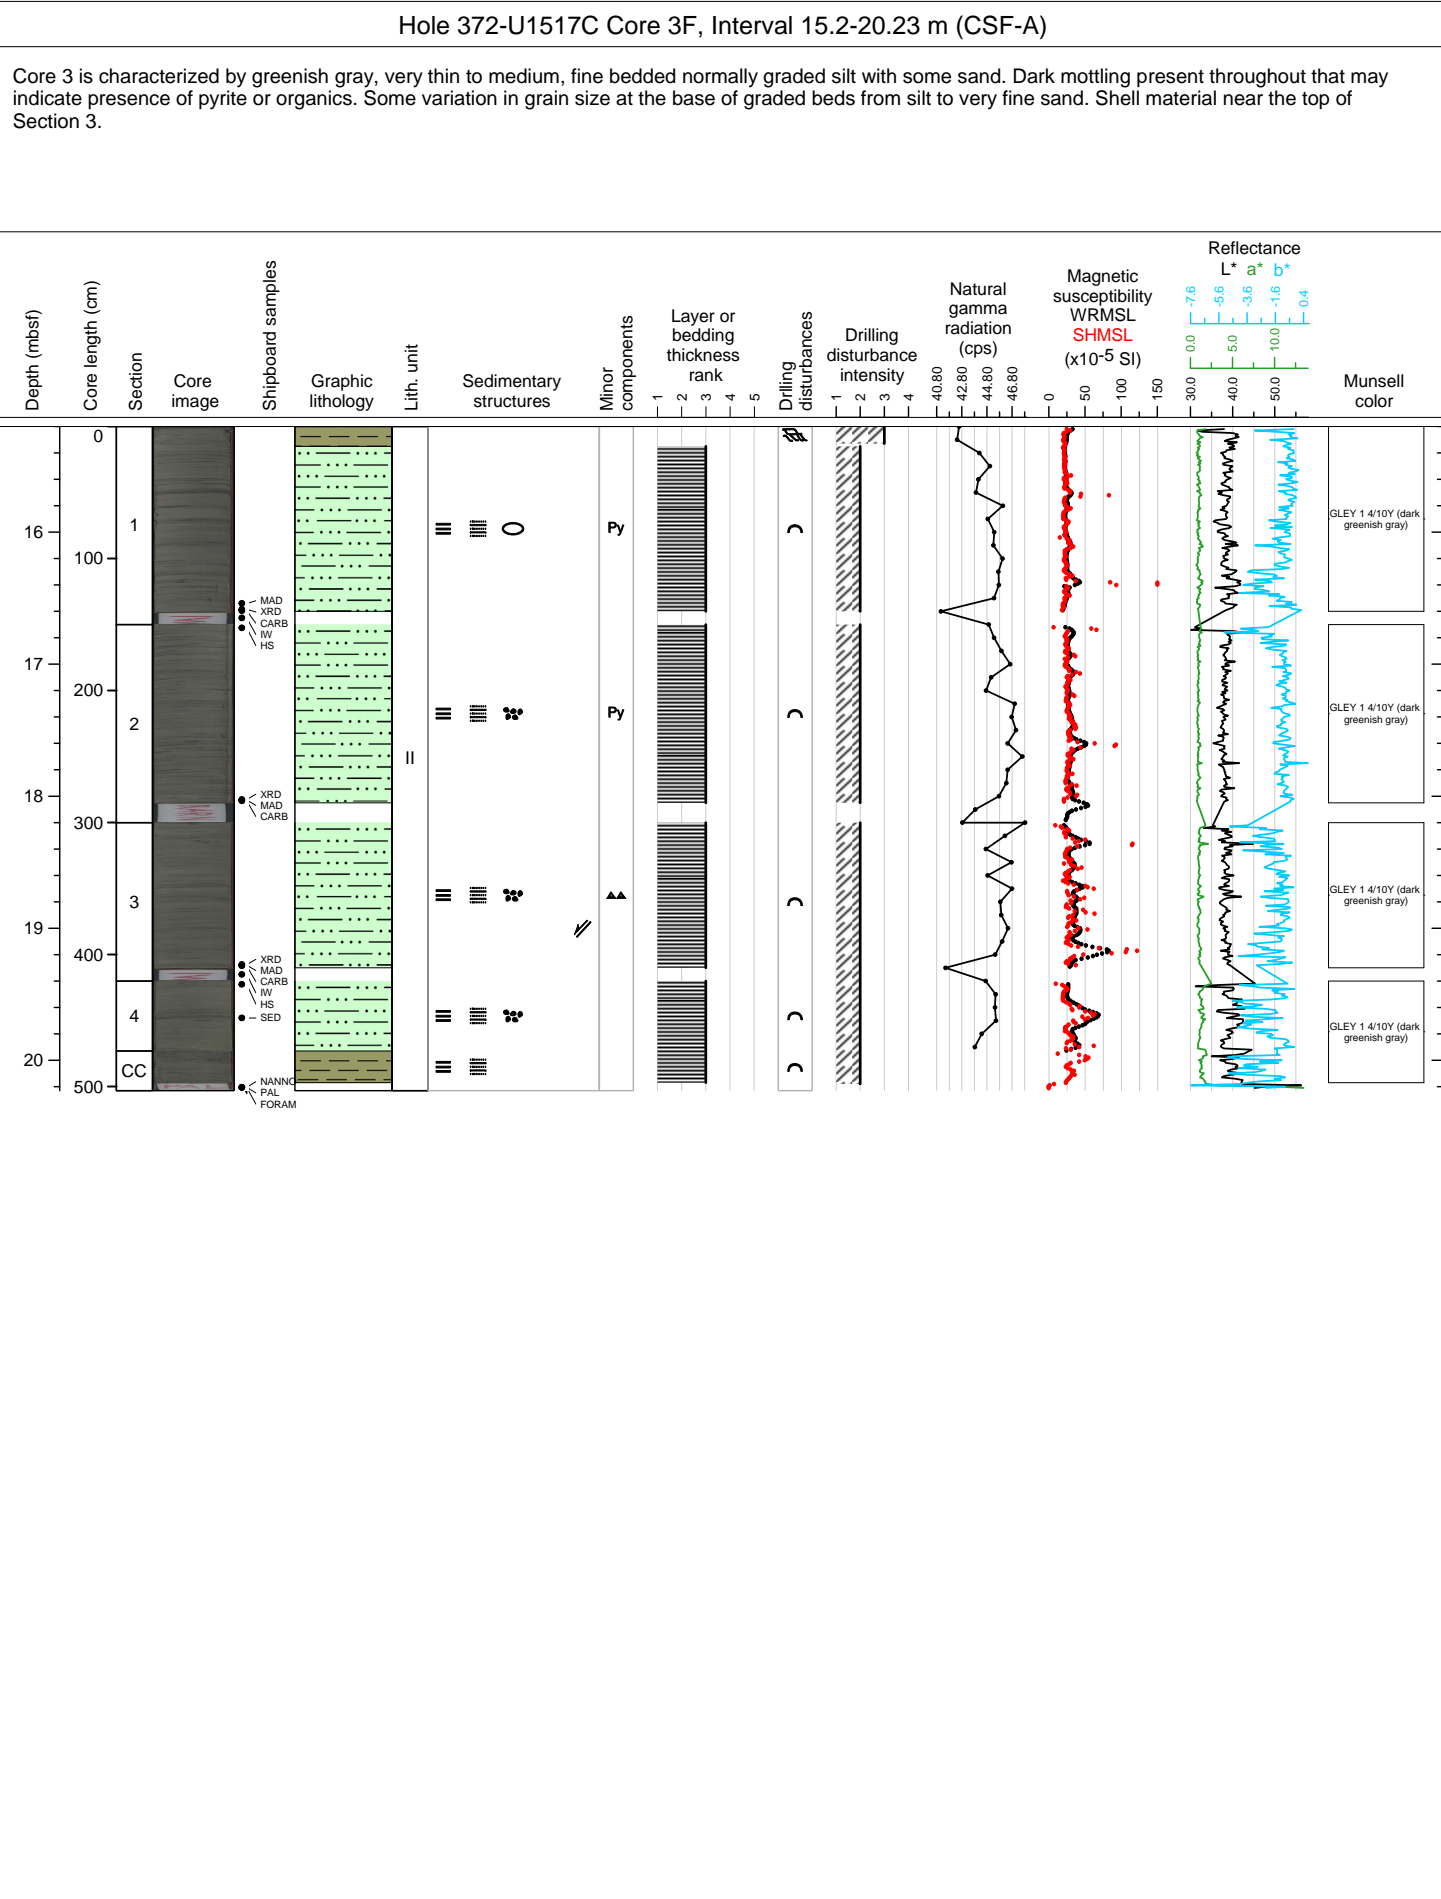 Hole 372-U1517C Core 3F, Interval 15.2-20.23 m (CSF-A)
Core 3 is characterized by greenish gray, very thin to medium, fine bedded normally graded silt with some sand. Dark mottling present throughout that may
indicate presence of pyrite or organics. Some variation in grain size at the base of graded beds from silt to very fine sand. Shell material near the top of
Section 3.
Depth (mbsf)
Core length (cm)
Section
Core
image
Shipboard samples
Graphic
lithology
Lith. unit
Sedimentary
structures
Minor
components
Layer or
bedding
thickness
rank
1 2 3 4 5
Drilling
disturbances
Drilling
disturbance
intensity
1 2 3 4
Natural
gamma
radiation
(cps)
40.80 42.80 44.80 46.80
Magnetic
susceptibility
WRMSL
SHMSL
(x10-5 SI)
0 50 100 150
Reflectance
L* a* b*
-7.6 -5.6 -3.6 -1.6 0.4
0.0 5.0 10.0
30.0 40.0 50.0
Munsell
color
0
1
16
100
Py
GLEY 1 4/10Y (dark
greenish gray)
MAD
XRD
CARB
IW
HS
17
200
2
Py
GLEY 1 4/10Y (dark
greenish gray)
II
XRD
MAD
CARB
18
300
3
GLEY 1 4/10Y (dark
greenish gray)
19
400
XRD
MAD
CARB
IW
HS
SED
4
GLEY 1 4/10Y (dark
greenish gray)
20
CC
500
NANNO
PAL
FORAM